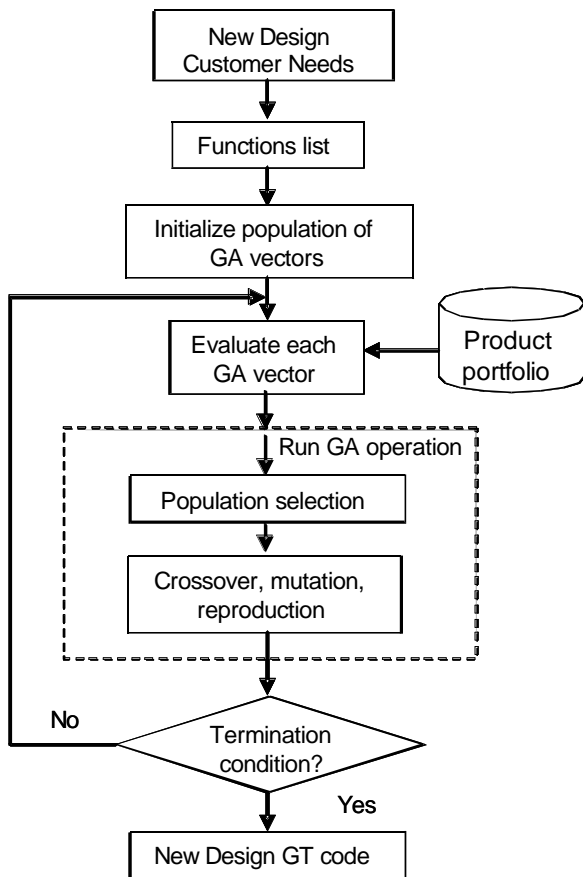 New Design
Customer Needs
Functions list
Initialize population of
GA vectors
Evaluate each
GA vector
Product
portfolio
Run GA operation
Population selection
Crossover, mutation,
reproduction
No
Termination
condition?
Yes
New Design GT code